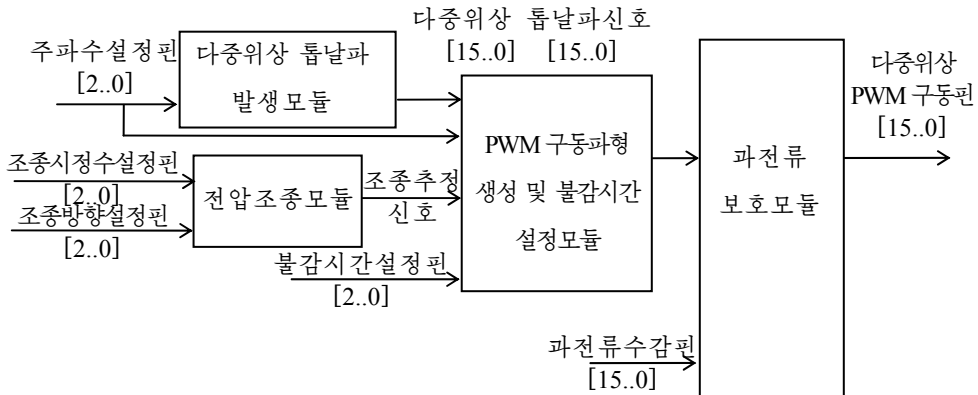 다중위상 톱날파신호
[15..0] [15..0]
주파수설정핀
[2..0]
다중위상 톱날파
발생모듈
다중위상
PWM 구동핀
[15..0]
PWM 구동파형
생성 및 불감시간
설정모듈
과전류
보호모듈
조종시정수설정핀
[2..0]
조종방향설정핀
[2..0]
전압조종모듈
조종추정
신호
불감시간설정핀
[2..0]
과전류수감핀
[15..0]